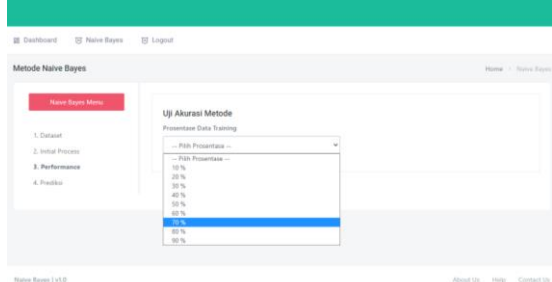 Dashboard Naive Bayes Logout
Metode Naive Bayes
Home > Naive Bayes
Naive Bayes Menu
1. Dataset
2. Initial Process
3. Performance
4. Prediksi
Uji Akurasi Metode
Prosentase Data Training
-- Pilih Prosentase --
-- Pilih Prosentase --
10 %
20 %
30 %
40 %
50 %
60 %
70 %
80 %
90 %
Naive Bayes | v1.0
About Us Help Contact Us